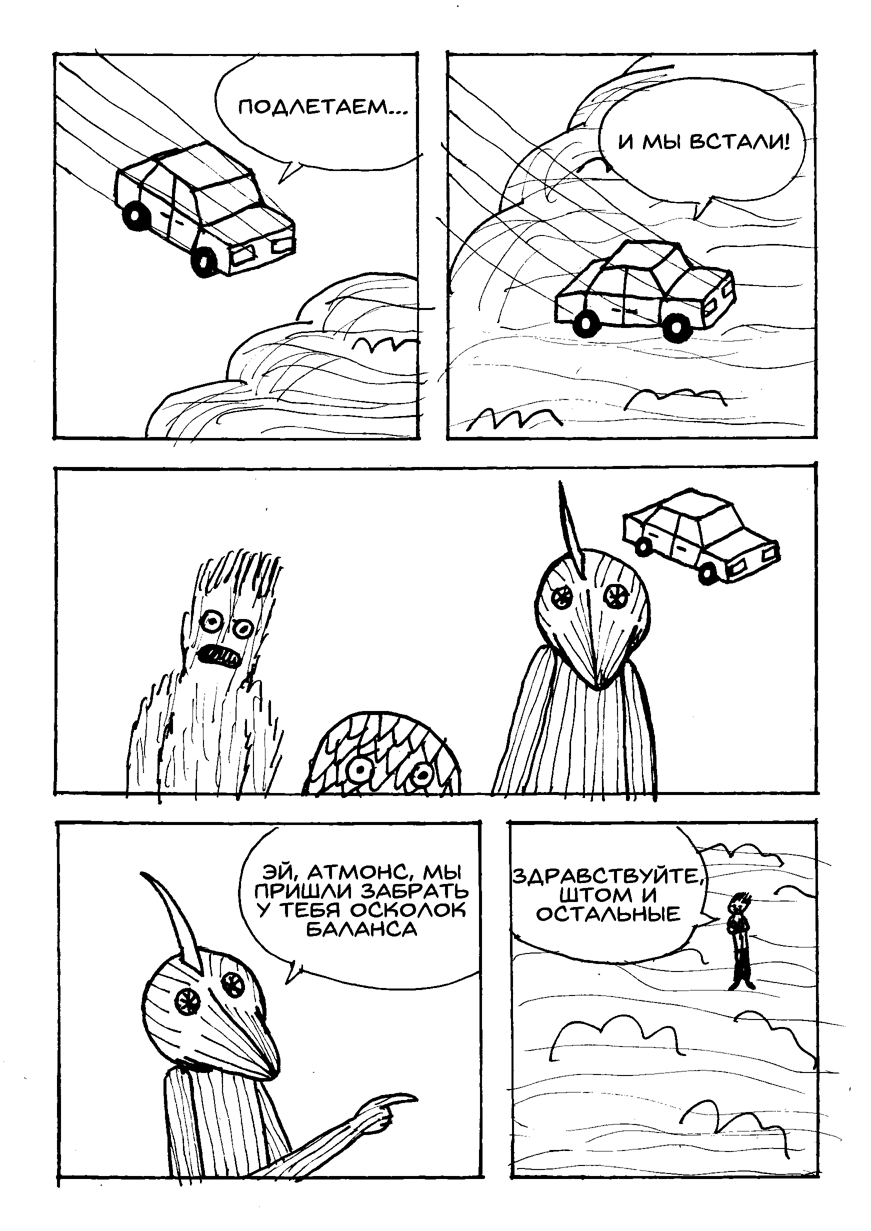 ПОДЛЕТАЕМ...
И МЫ ВСТАЛИ!
ЭЙ, АТМОНС, МЫ
ПРИШЛИ ЗАБРАТЬ
У ТЕБЯ ОСКОЛОК
БАЛАНСА
ЗДРАВСТВУЙТЕ,
ШТОМ И
ОСТАЛЬНЫЕ